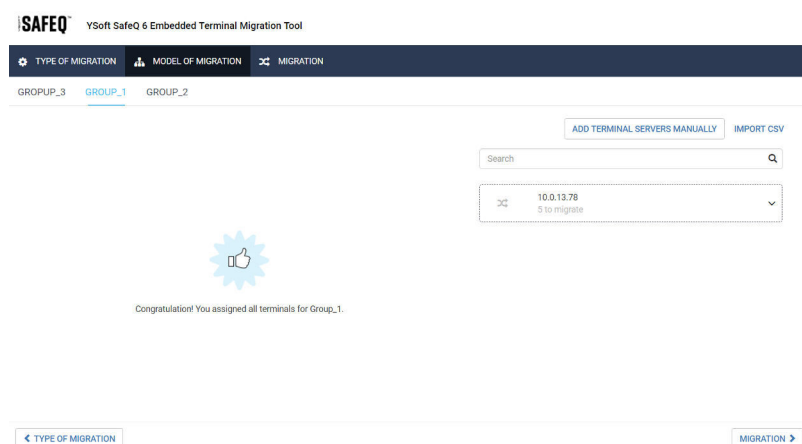 SAFEQ YSoft SafeQ 6 Embedded Terminal Migration Tool
TYPE OF MIGRATION MODEL OF MIGRATION MIGRATION
GROPUP_3 GROUP_1 GROUP_2
ADD TERMINAL SERVERS MANUALLY IMPORT CSV
Search
10.0.13.78
5 to migrate
Congratulation! You assigned all terminals for Group_1.
TYPE OF MIGRATION MIGRATION